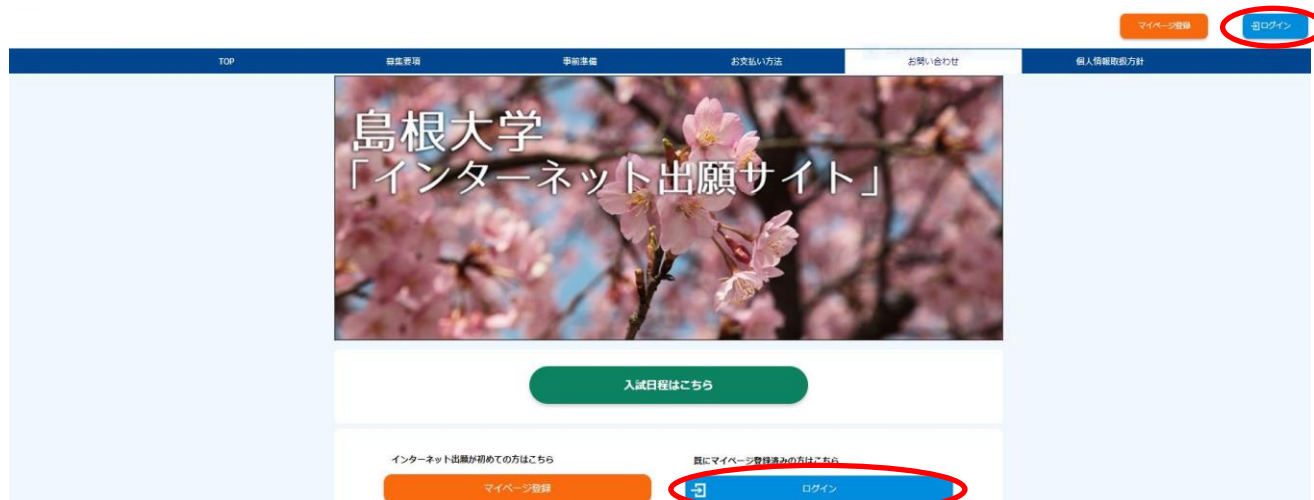 マイページ登録
ログイン
TOP
募集要項
事前準備
お支払い方法
お問い合わせ
個人情報取扱方針
島根大学
「インターネット出願サイト」
入試日程はこちら
インターネット出願が初めての方はこちら
既にマイページ登録済みの方はこちら
マイページ登録
ログイン